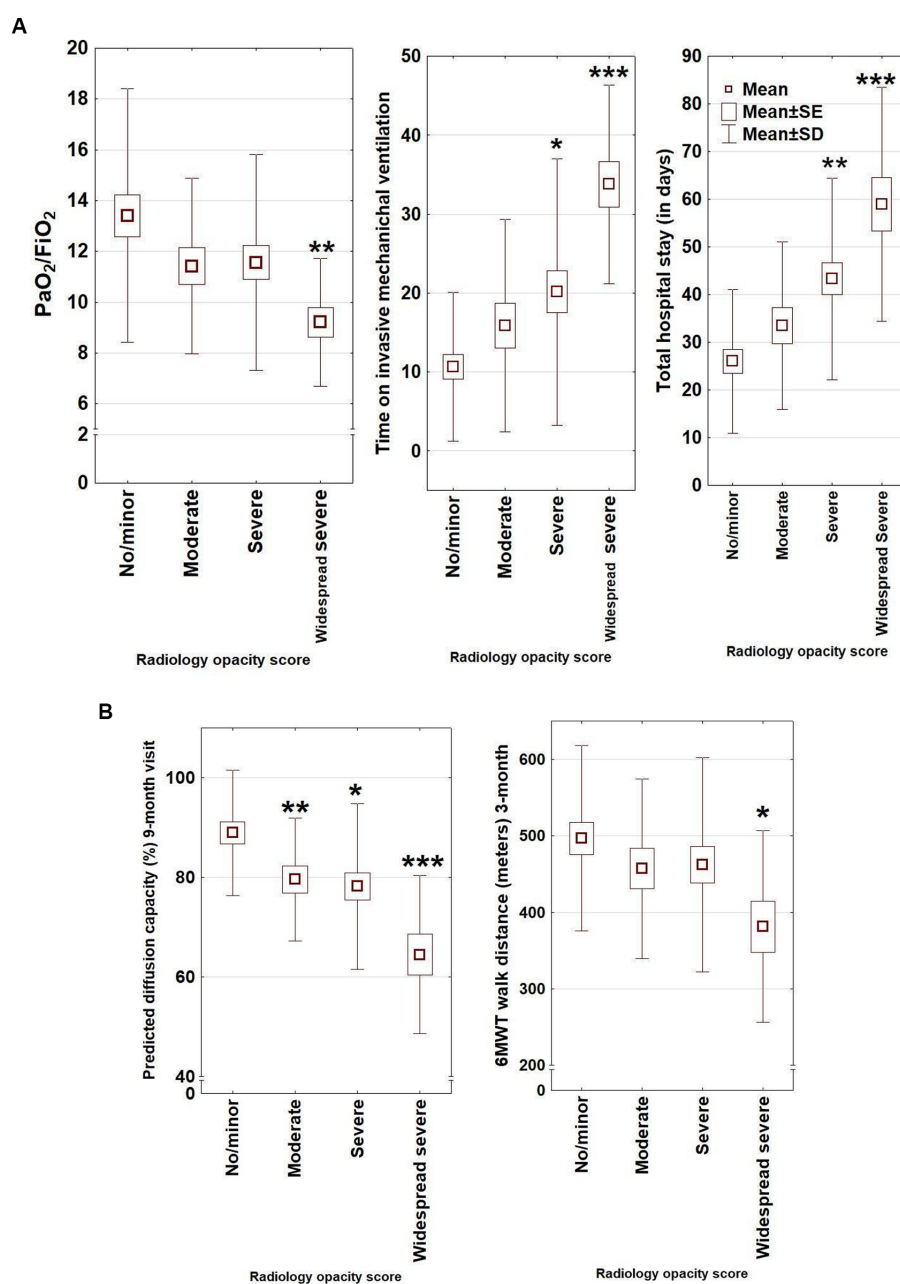 A
PaO2/FiO2
20
18
16
14
12
10
8
6
2
0
**
No/minor
Moderate
Severe
Widespread severe
Radiology opacity score
Time on invasive mechanichal ventilation
50
40
30
20
10
0
*
***
No/minor
Moderate
Severe
Widespread severe
Radiology opacity score
Total hospital stay (in days)
90
80
70
60
50
40
30
20
10
0
Mean
Mean±SE
Mean±SD
**
***
No/minor
Moderate
Severe
Widespread Severe
Radiology opacity score
B
Predicted diffusion capacity (%) 9-month visit
100
80
60
40
0
**
*
***
No/minor
Moderate
Severe
Widespread severe
Radiology opacity score
6MWT walk distance (meters) 3-month
600
500
400
300
200
0
*
No/minor
Moderate
Severe
Widespread severe
Radiology opacity score